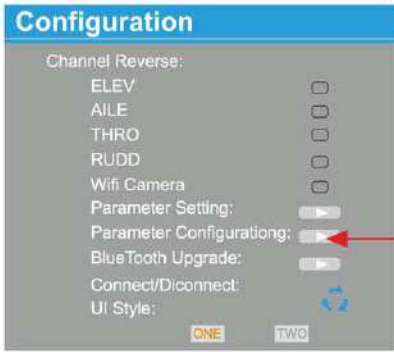 Configuration
Channel Reverse:
ELEV
AILE
THRO
RUDD
Wifi Camera
Parameter Setting:
Parameter Configurationg:
BlueTooth Upgrade:
Connect/Diconnect:
UI Style:
ONE TWO